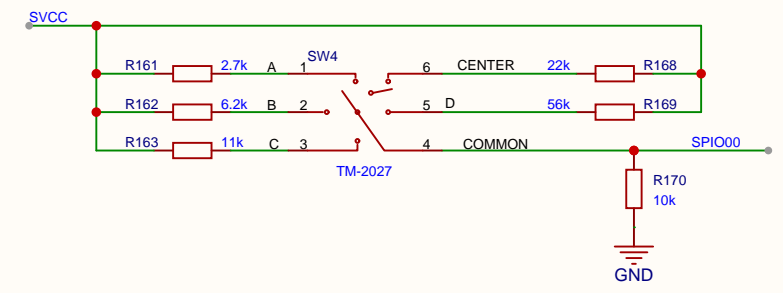 SVCC
SW4
R161 2.7k A 1 6 CENTER 22k R168
R162 6.2k B 2 5 D 56k R169
R163 11k C 3 4 COMMON SPIO00
TM-2027
R170
10k
GND